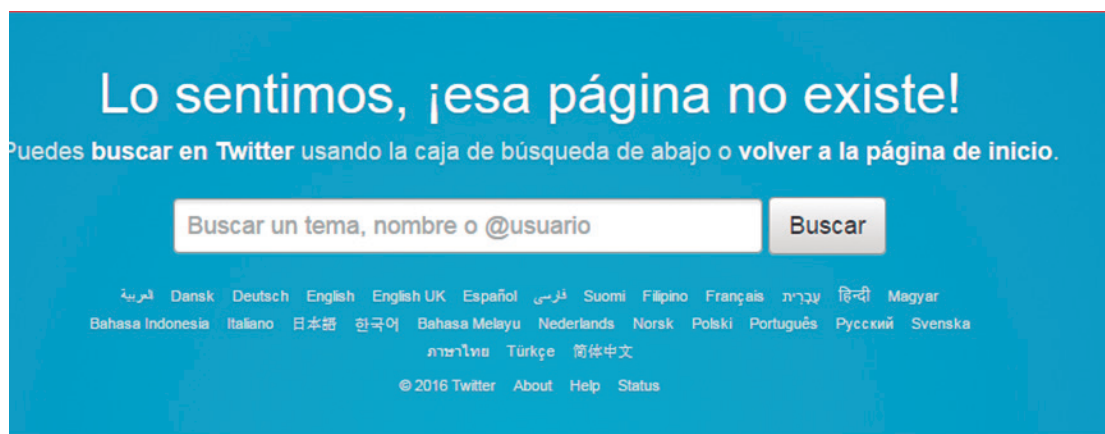 Lo sentimos, ¡esa página no existe!
Puedes buscar en Twitter usando la caja de búsqueda de abajo o volver a la página de inicio.
Buscar un tema, nombre o @usuario Buscar
العربية Dansk Deutsch English English UK Español فارسی Suomi Filipino Français עִבְרִית हिन्दी Magyar
Bahasa Indonesia Italiano 日本語 한국어 Bahasa Melayu Nederlands Norsk Polski Português Русский Svenska
ภาษาไทย Türkçe 简体中文
© 2016 Twitter About Help Status